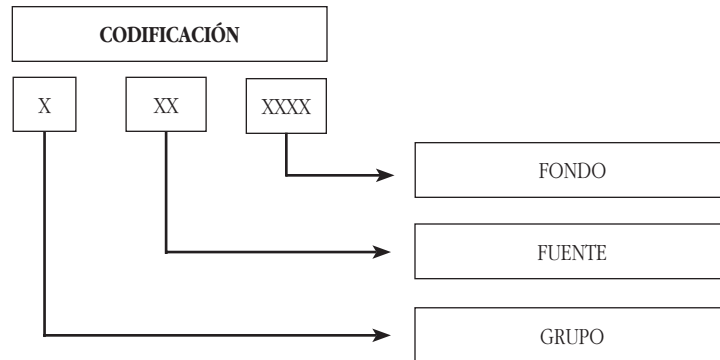 CODIFICACIÓN
X XX XXXX
FONDO
FUENTE
GRUPO